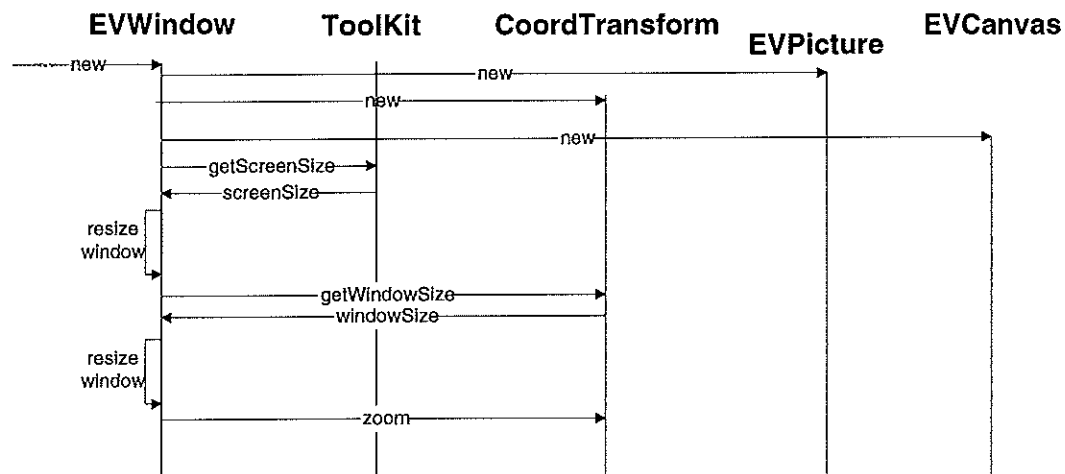 EVWindow ToolKit CoordTransform EVPicture EVCanvas
new
new
new
new
getScreenSize
screenSize
resize
window
getWindowSize
windowSize
resize
window
zoom